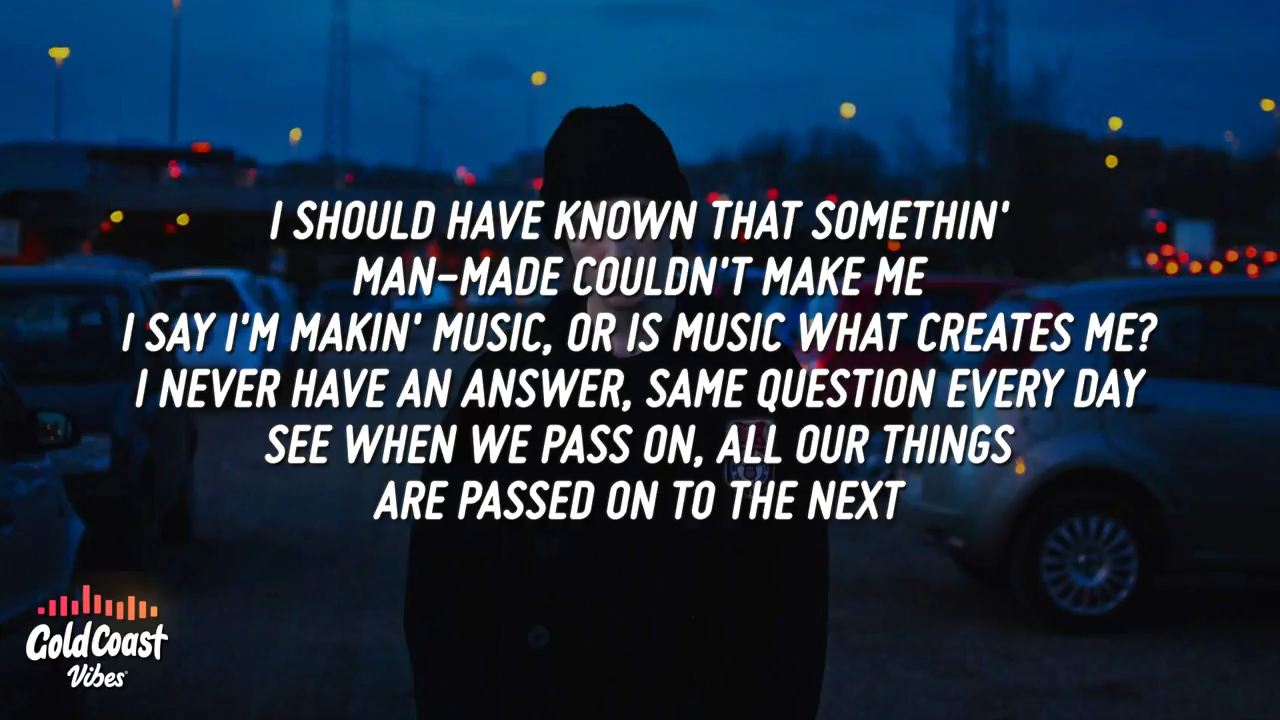 I SHOULD HAVE KNOWN THAT SOMETHIN'
MAN-MADE COULDN'T MAKE ME
I SAY I'M MAKIN' MUSIC, OR IS MUSIC WHAT CREATES ME?
I NEVER HAVE AN ANSWER, SAME QUESTION EVERY DAY
SEE WHEN WE PASS ON, ALL OUR THINGS
ARE PASSED ON TO THE NEXT
Gold Coast
Vibes